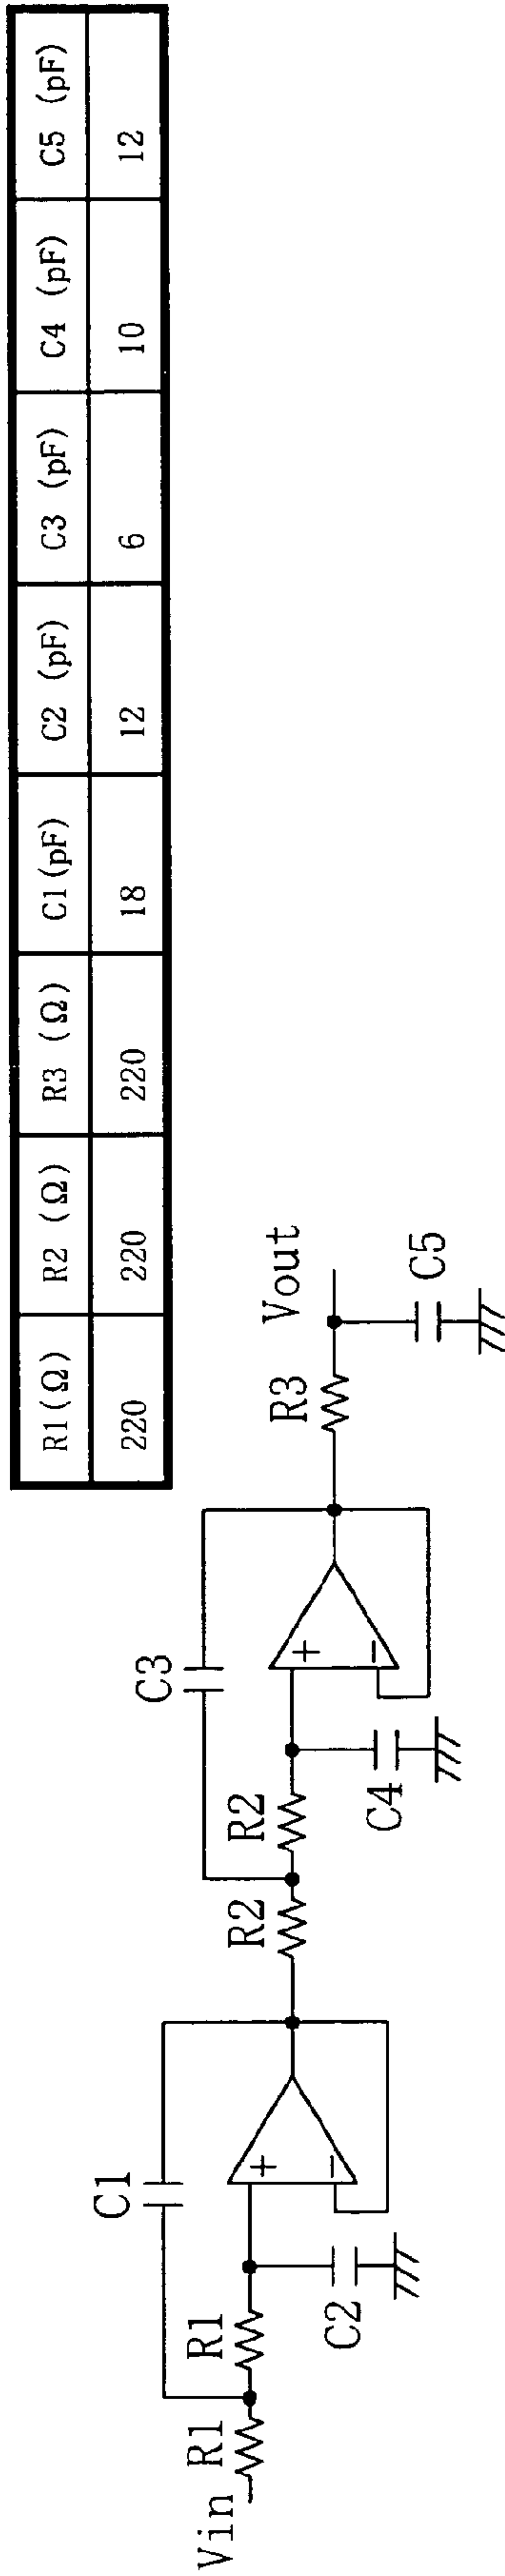 R1(Ω) R2 (Ω) R3 (Ω) C1(pF) C2 (pF) C3 (pF) C4 (pF) C5 (pF)
220 220 220 18 12 6 10 12
C1
C3
Vin R1 R1
+
−
C2
R2 R2
+
−
C4
R3
Vout
C5